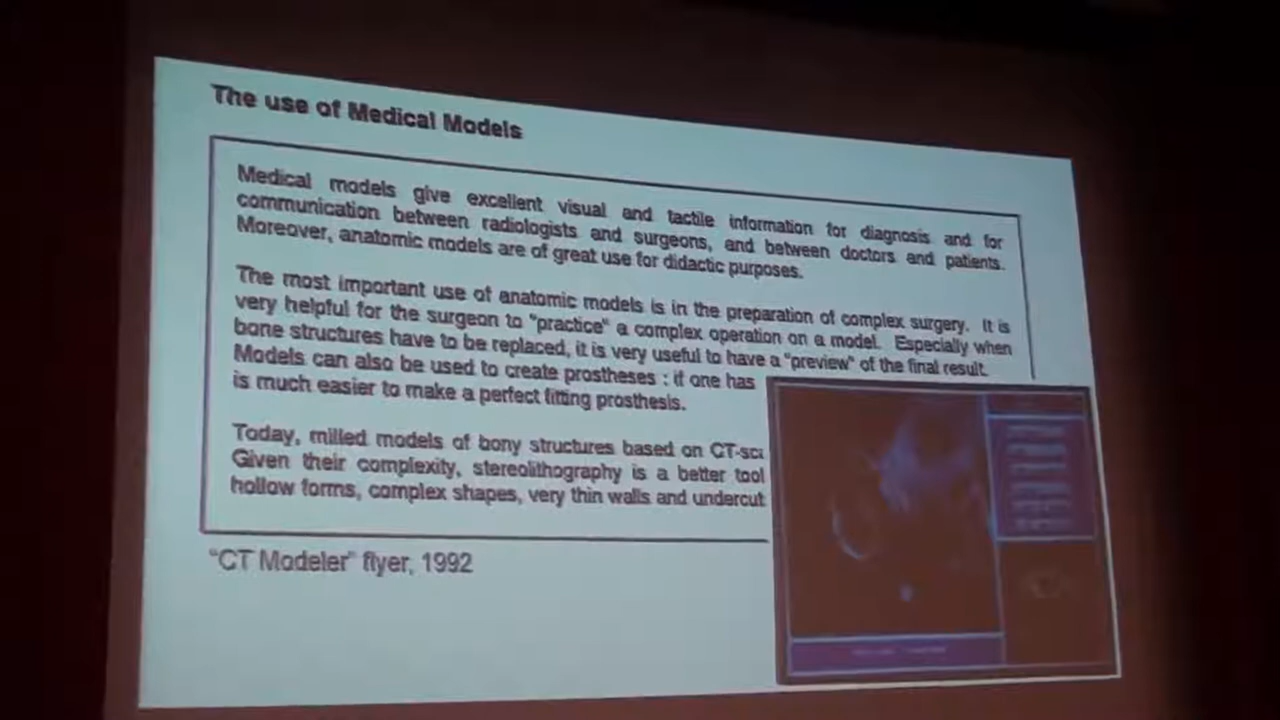 The use of Medical Models
Medical models give excellent visual and tactile information for diagnosis and for
communication between radiologists and surgeons, and between doctors and patients.
Moreover, anatomic models are of great use for didactic purposes.
The most important use of anatomic models is in the preparation of complex surgery. It is
very helpful for the surgeon to "practice" a complex operation on a model. Especially when
bone structures have to be replaced, it is very useful to have a "preview" of the final result.
Models can also be used to create prostheses : if one has
is much easier to make a perfect fitting prosthesis.
Today, milled models of bony structures based on CT-sc
Given their complexity, stereolithography is a better tool
hollow forms, complex shapes, very thin walls and undercut
"CT Modeler" flyer, 1992